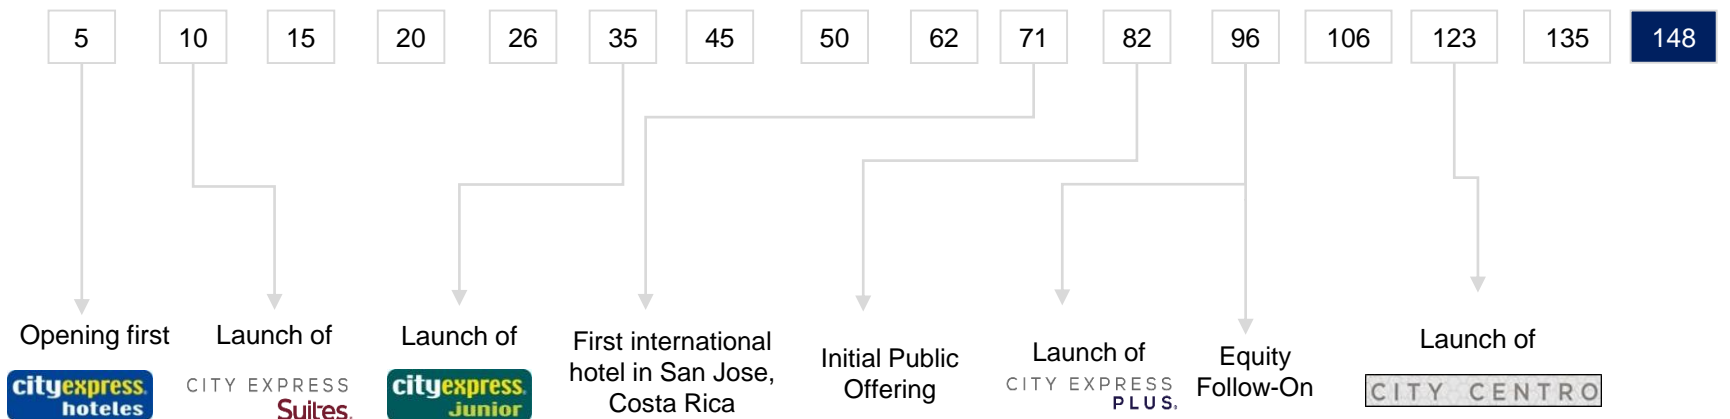 5 10 15 20 26 35 45 50 62 71 82 96 106 123 135 148
Opening first
cityexpress.
hoteles
Launch of
CITY EXPRESS
Suites.
Launch of
cityexpress.
junior
First international
hotel in San Jose,
Costa Rica
Initial Public
Offering
Launch of
CITY EXPRESS
PLUS.
Equity
Follow-On
Launch of
CITY CENTRO